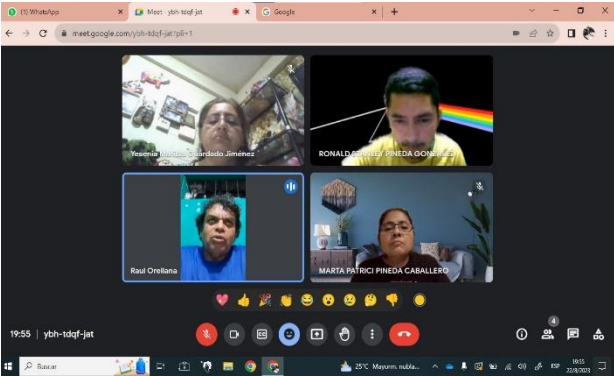 (1) WhatsApp
Meet - ybh-tdqf-jat
Google
meet.google.com/ybh-tdqf-jat?pli=1
Yesenia Guardado Jiménez
RONALD STANLEY PINEDA
Raul Orellana
MARTA PATRICI PINEDA CABALLERO
19:55 | ybh-tdqf-jat
4
Buscar
25°C Mayorm. nubla...
ESP
19:55
22/8/2023